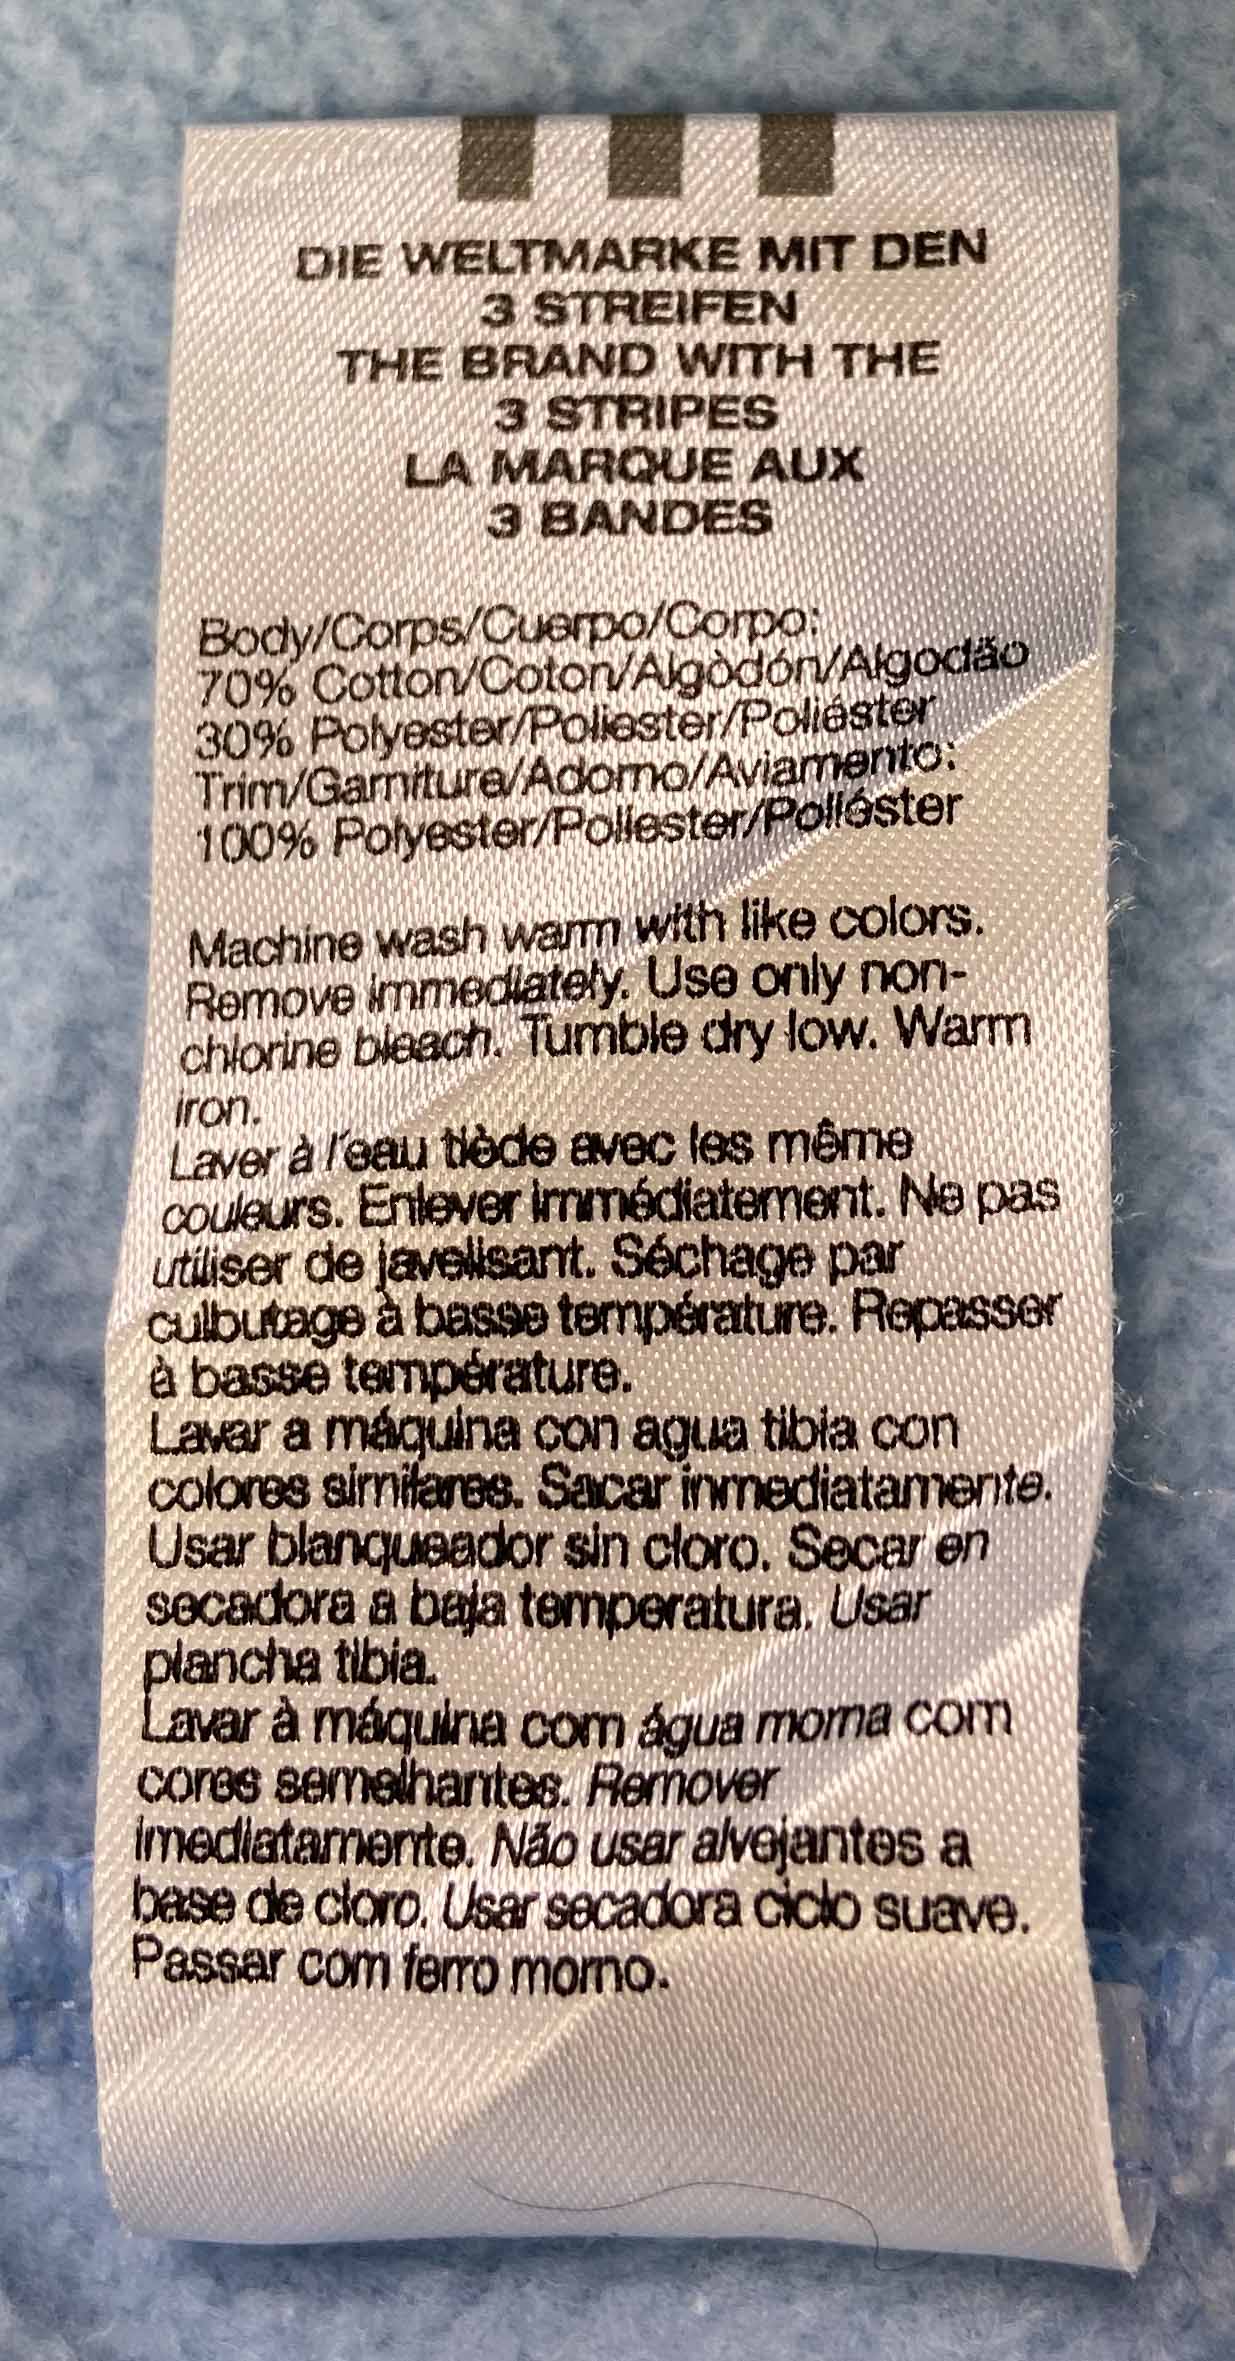 DIE WELTMARKE MIT DEN
3 STREIFEN
THE BRAND WITH THE
3 STRIPES
LA MARQUE AUX
3 BANDES
Body/Corps/Cuerpo/Corpo:
70% Cotton/Coton/Algòdón/Algodão
30% Polyester/Poliester/Poliéster
Trim/Garniture/Adorno/Aviamento:
100% Polyester/Poliester/Poliéster
Machine wash warm with like colors.
Remove immediately. Use only non-
chlorine bleach. Tumble dry low. Warm
iron.
Laver à l'eau tiède avec les même
couleurs. Enlever immédiatement. Ne pas
utiliser de javelisant. Séchage par
culbutage à basse température. Repasser
à basse température.
Lavar a máquina con agua tibia con
colores similares. Sacar inmediatamente.
Usar blanqueador sin cloro. Secar en
secadora a baja temperatura. Usar
plancha tibia.
Lavar à máquina com água morna com
cores semelhantes. Remover
imediatamente. Não usar alvejantes a
base de cloro. Usar secadora ciclo suave.
Passar com ferro morno.